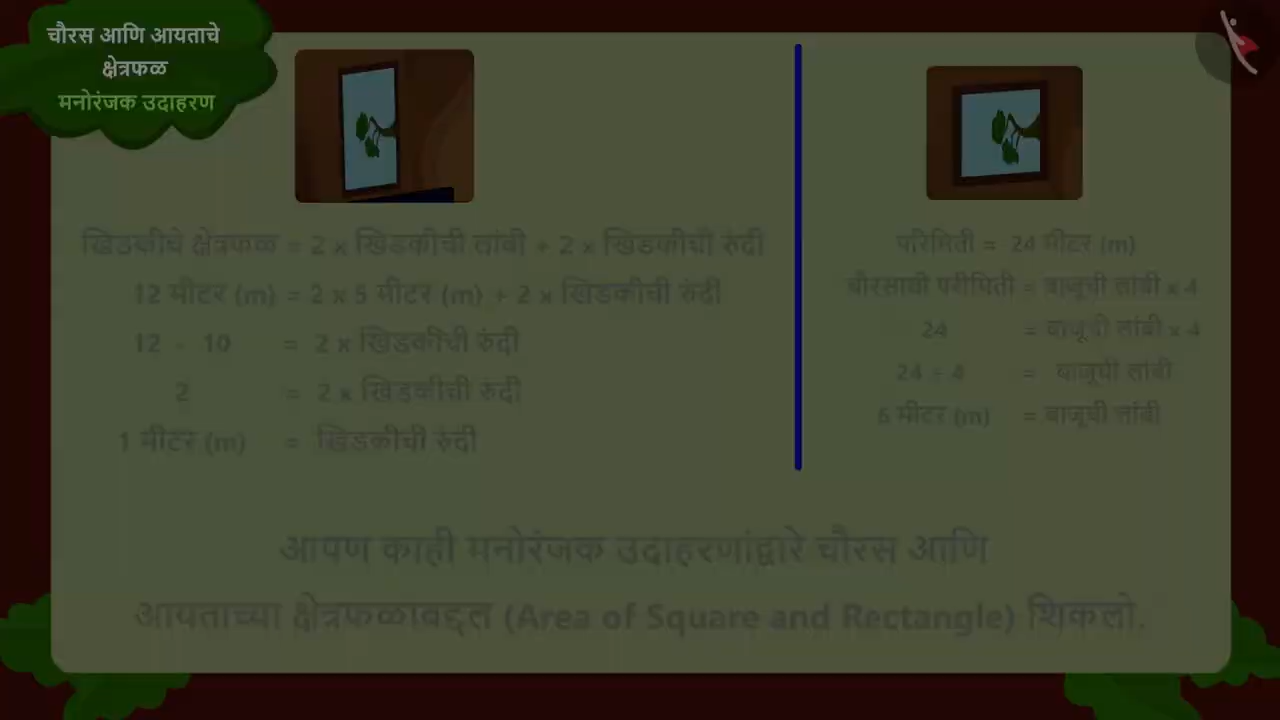 चौरस आणि आयताचे
क्षेत्रफळ
मनोरंजक उदाहरण
खिडकीचे क्षेत्रफळ = 2 x खिडकीची लांबी + 2 x खिडकीची रुंदी
12 मीटर (m) = 2 x 5 मीटर (m) + 2 x खिडकीची रुंदी
12 - 10 = 2 x खिडकीची रुंदी
2 = 2 x खिडकीची रुंदी
1 मीटर (m) = खिडकीची रुंदी
परिमिती = 24 मीटर (m)
चौरसाची परीमिती = बाजूची लांबी x 4
24 = बाजूची लांबी x 4
24 ÷ 4 = बाजूची लांबी
6 मीटर (m) = बाजूची लांबी
आपण काही मनोरंजक उदाहरणांद्वारे चौरस आणि
आयताच्या क्षेत्रफळाबद्दल (Area of Square and Rectangle) शिकलो.